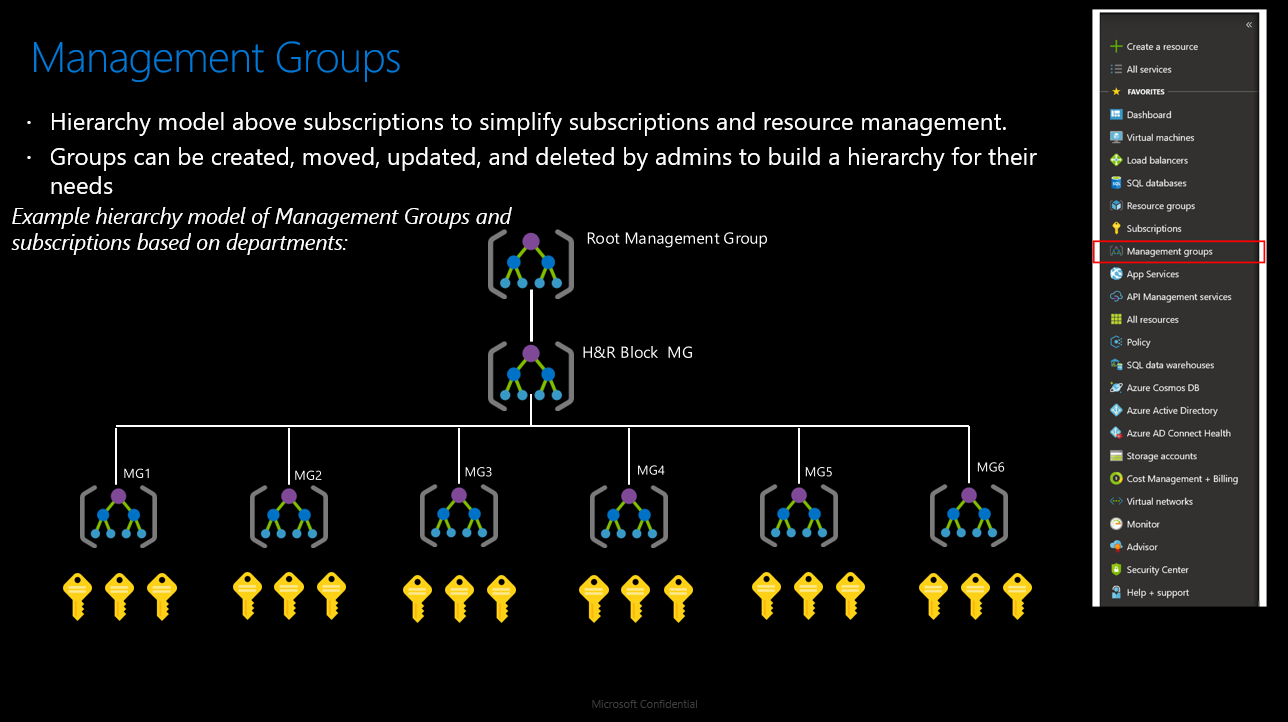 Management Groups
· Hierarchy model above subscriptions to simplify subscriptions and resource management.
· Groups can be created, moved, updated, and deleted by admins to build a hierarchy for their
needs
Example hierarchy model of Management Groups and
subscriptions based on departments:
Root Management Group
H&R Block  MG
MG1
MG2
MG3
MG4
MG5
MG6
Microsoft Confidential
«
Create a resource
All services
FAVORITES
Dashboard
Virtual machines
Load balancers
SQL databases
Resource groups
Subscriptions
Management groups
App Services
API Management services
All resources
Policy
SQL data warehouses
Azure Cosmos DB
Azure Active Directory
Azure AD Connect Health
Storage accounts
Cost Management + Billing
Virtual networks
Monitor
Advisor
Security Center
Help + support